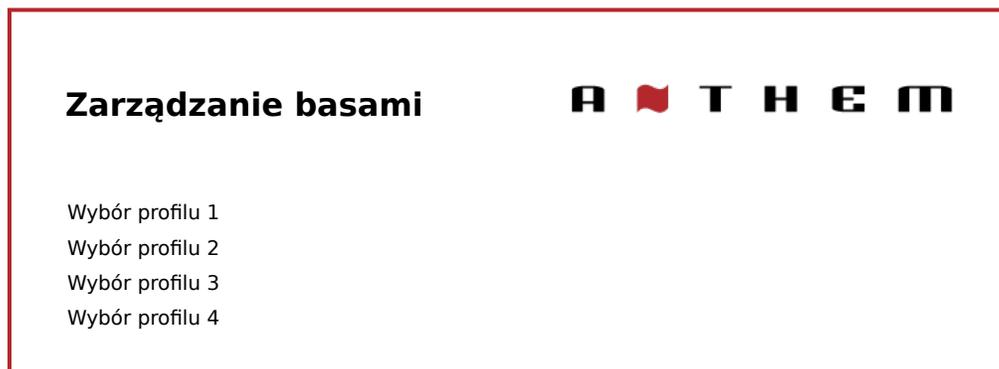 Zarządzanie basami
ANTHEM
Wybór profilu 1
Wybór profilu 2
Wybór profilu 3
Wybór profilu 4